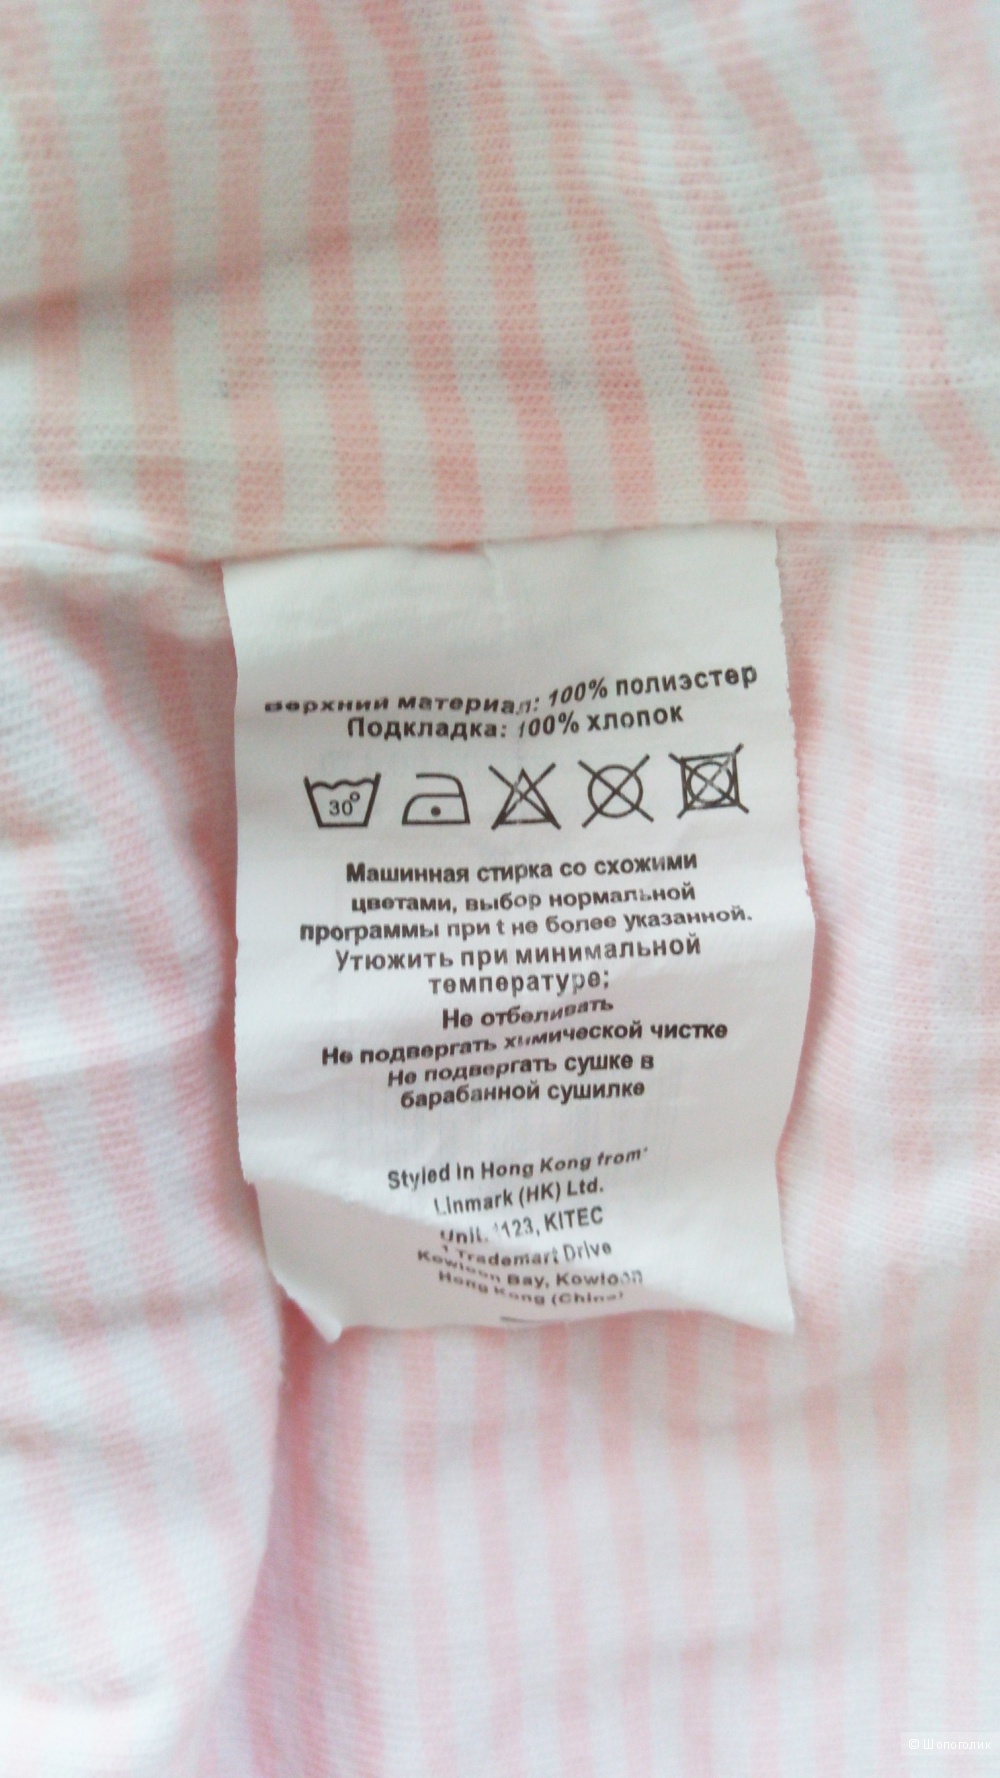 верхний материал: 100% полиэстер
Подкладка: 100% хлопок
30°
Машинная стирка со схожими
цветами, выбор нормальной
программы при t не более указанной.
Утюжить при минимальной
температуре;
Не отбеливать
Не подвергать химической чистке
Не подвергать сушке в
барабанной сушилке
Styled in Hong Kong from
Linmark (HK) Ltd.
Unit. 1123, KITEC
1 Trademart Drive
Kowloon Bay, Kowloon
Hong Kong (China)
© Шопоголик